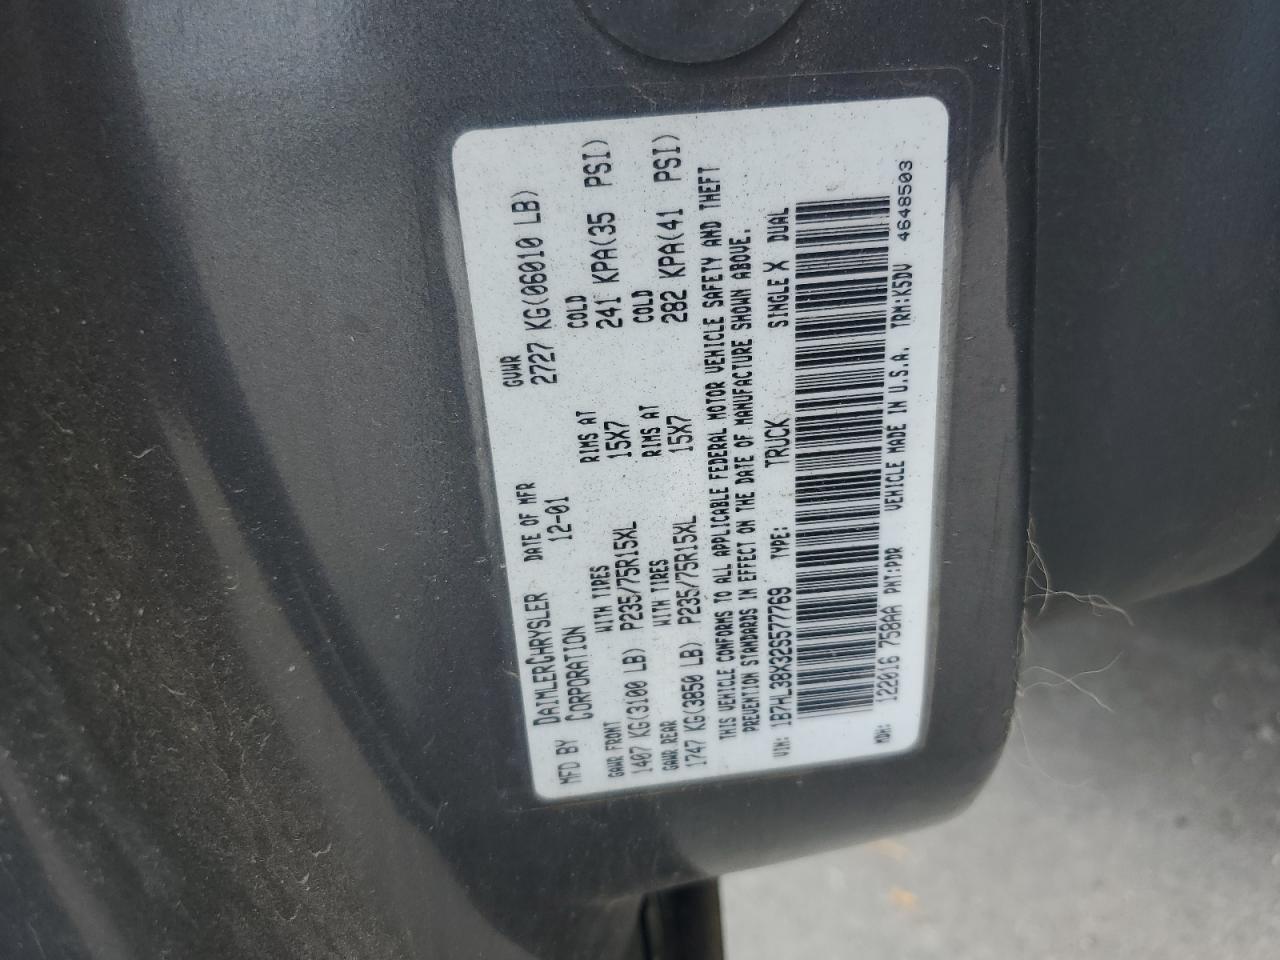 MFD BY DAIMLERCHRYSLER CORPORATION DATE OF MFR 12-01 GVWR 2727 KG(06010 LB)
GAWR FRONT WITH TIRES RIMS AT COLD
1407 KG(3100 LB) P235/75R15XL 15X7 241 KPA(35 PSI)
GAWR REAR WITH TIRES RIMS AT COLD
1747 KG(3850 LB) P235/75R15XL 15X7 282 KPA(41 PSI)
THIS VEHICLE CONFORMS TO ALL APPLICABLE FEDERAL MOTOR VEHICLE SAFETY AND THEFT
PREVENTION STANDARDS IN EFFECT ON THE DATE OF MANUFACTURE SHOWN ABOVE.
VIN: 1B7HL38X32S577769 TYPE: TRUCK SINGLE X DUAL
MDH: 122016 758AA PNT:PDR VEHICLE MADE IN U.S.A. TRM:K5DV 4648503